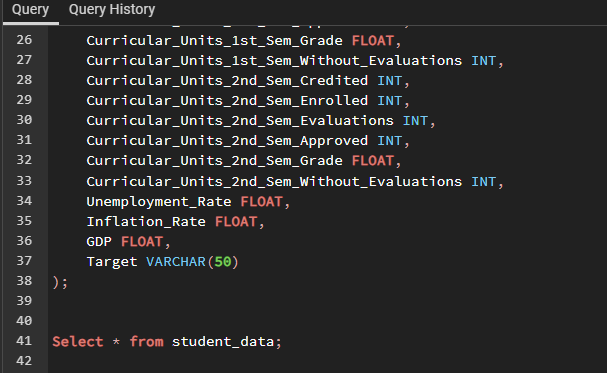 Query Query History
26 Curricular_Units_1st_Sem_Grade FLOAT,
27 Curricular_Units_1st_Sem_Without_Evaluations INT,
28 Curricular_Units_2nd_Sem_Credited INT,
29 Curricular_Units_2nd_Sem_Enrolled INT,
30 Curricular_Units_2nd_Sem_Evaluations INT,
31 Curricular_Units_2nd_Sem_Approved INT,
32 Curricular_Units_2nd_Sem_Grade FLOAT,
33 Curricular_Units_2nd_Sem_Without_Evaluations INT,
34 Unemployment_Rate FLOAT,
35 Inflation_Rate FLOAT,
36 GDP FLOAT,
37 Target VARCHAR(50)
38 );
39
40
41 Select * from student_data;
42